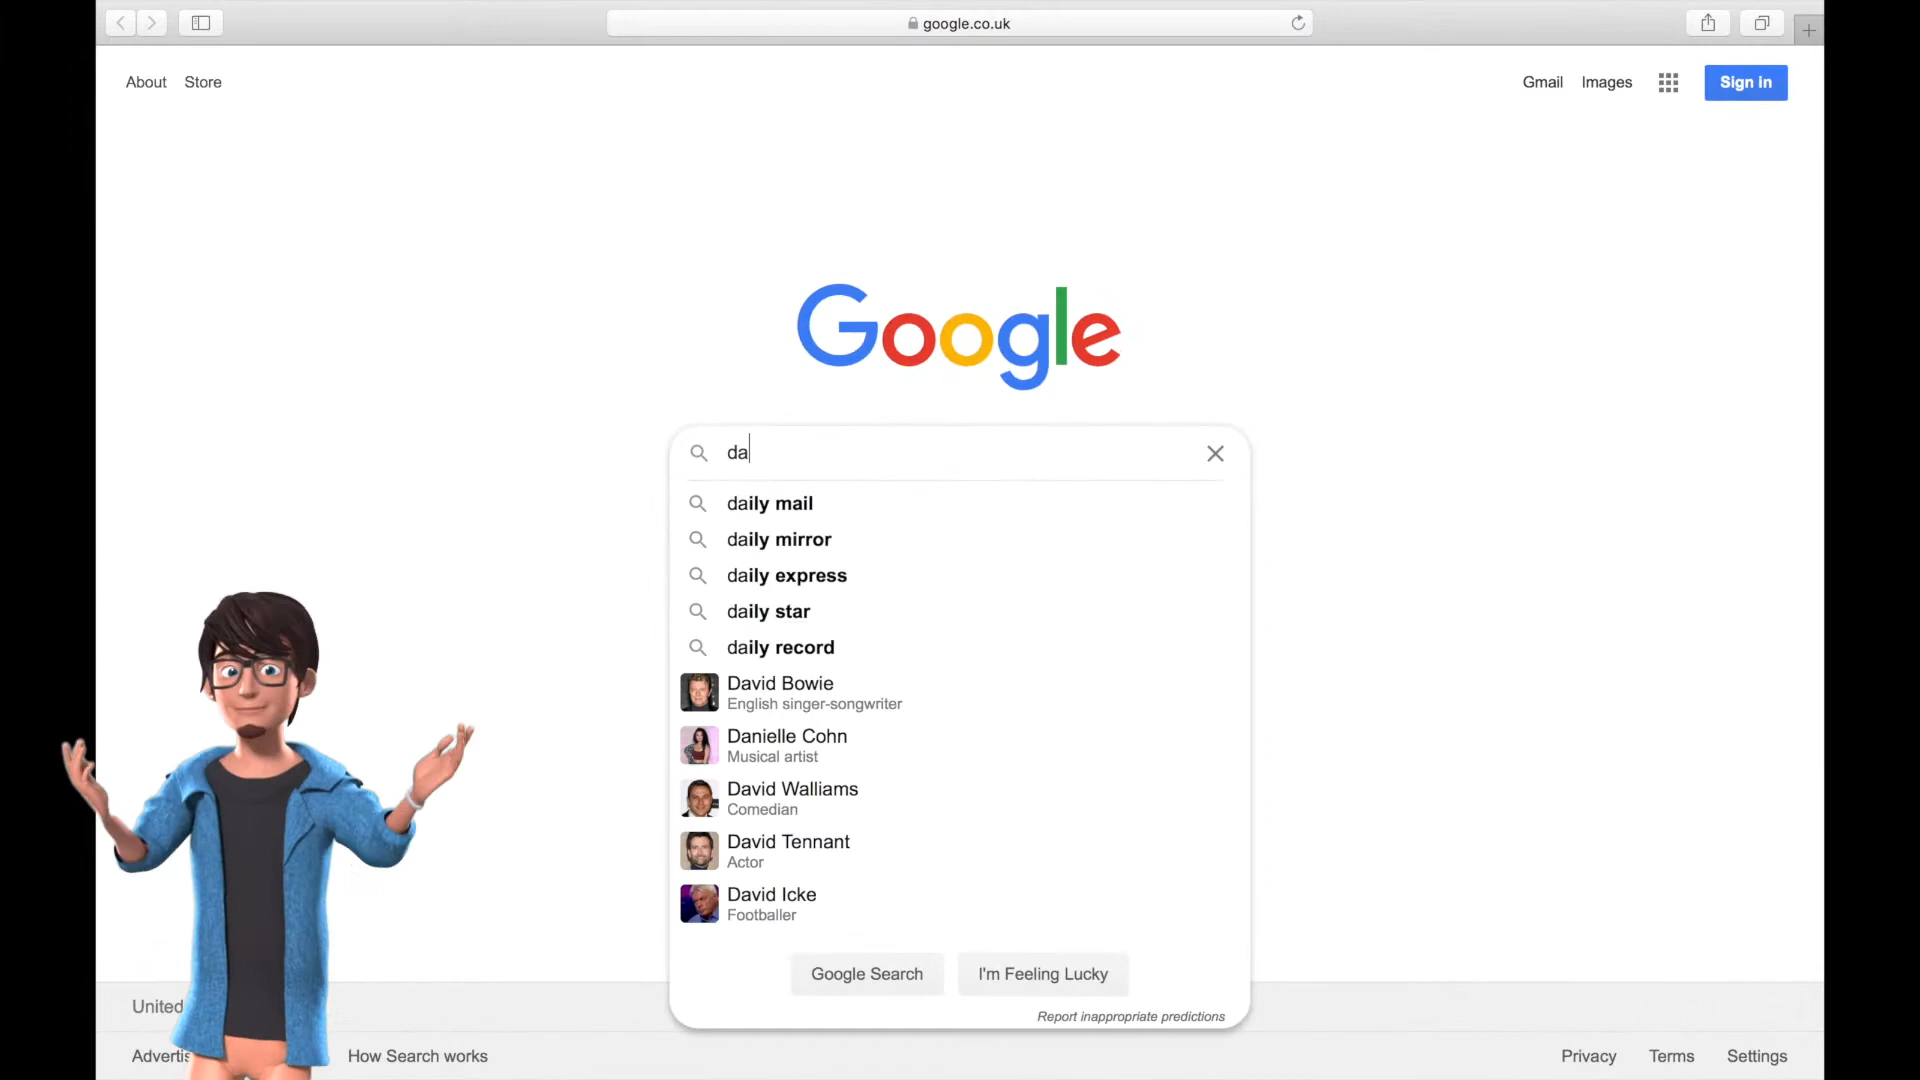 google.co.uk
About Store
Gmail Images Sign in
Google
da
daily mail
daily mirror
daily express
daily star
daily record
David Bowie
English singer-songwriter
Danielle Cohn
Musical artist
David Walliams
Comedian
David Tennant
Actor
David Icke
Footballer
Google Search I'm Feeling Lucky
Report inappropriate predictions
United
Advertis How Search works
Privacy Terms Settings